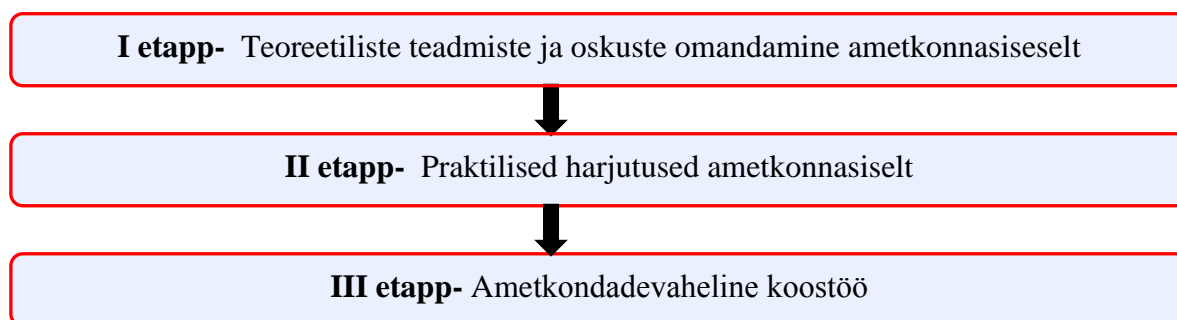 I etapp- Teoreetiliste teadmiste ja oskuste omandamine ametkonnasiseselt
II etapp- Praktilised harjutused ametkonnasiselt
III etapp- Ametkondadevaheline koostöö